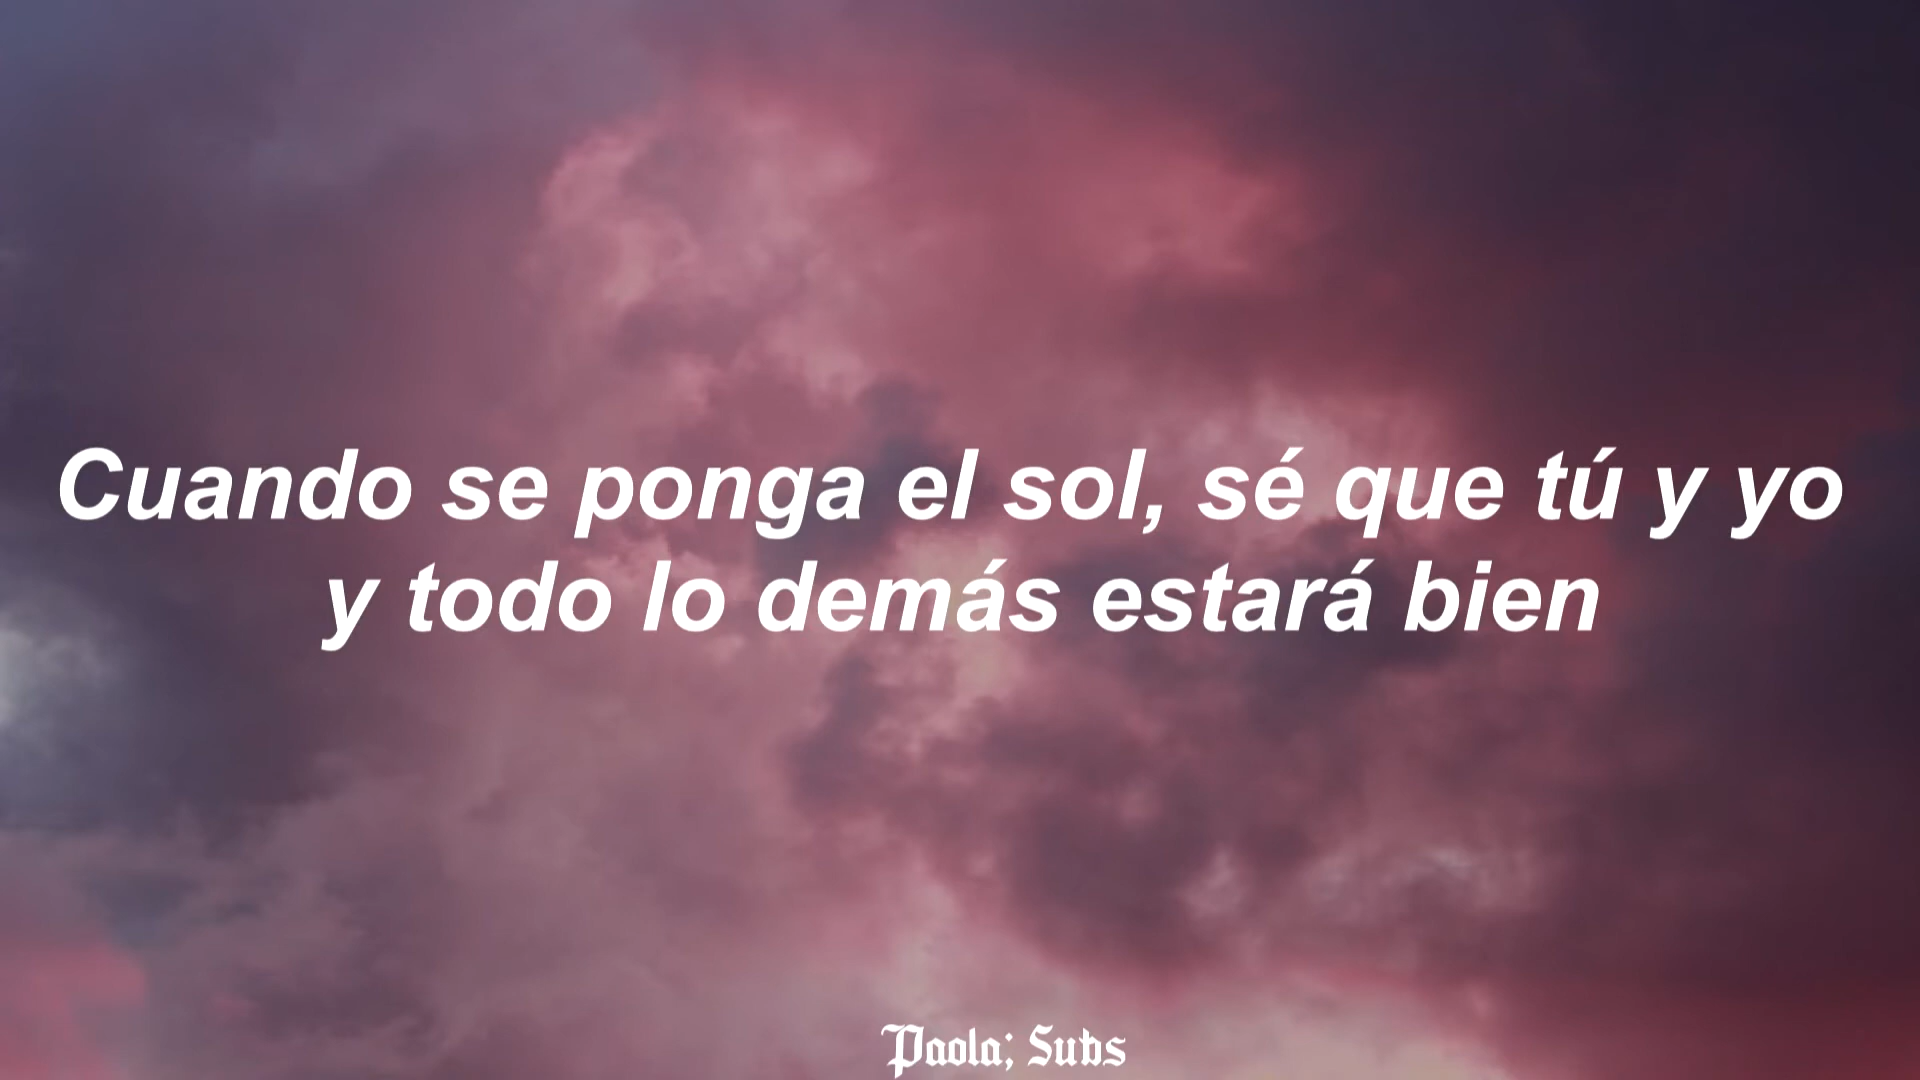 Cuando se ponga el sol, sé que tú y yo
y todo lo demás estará bien
Paola; Subs